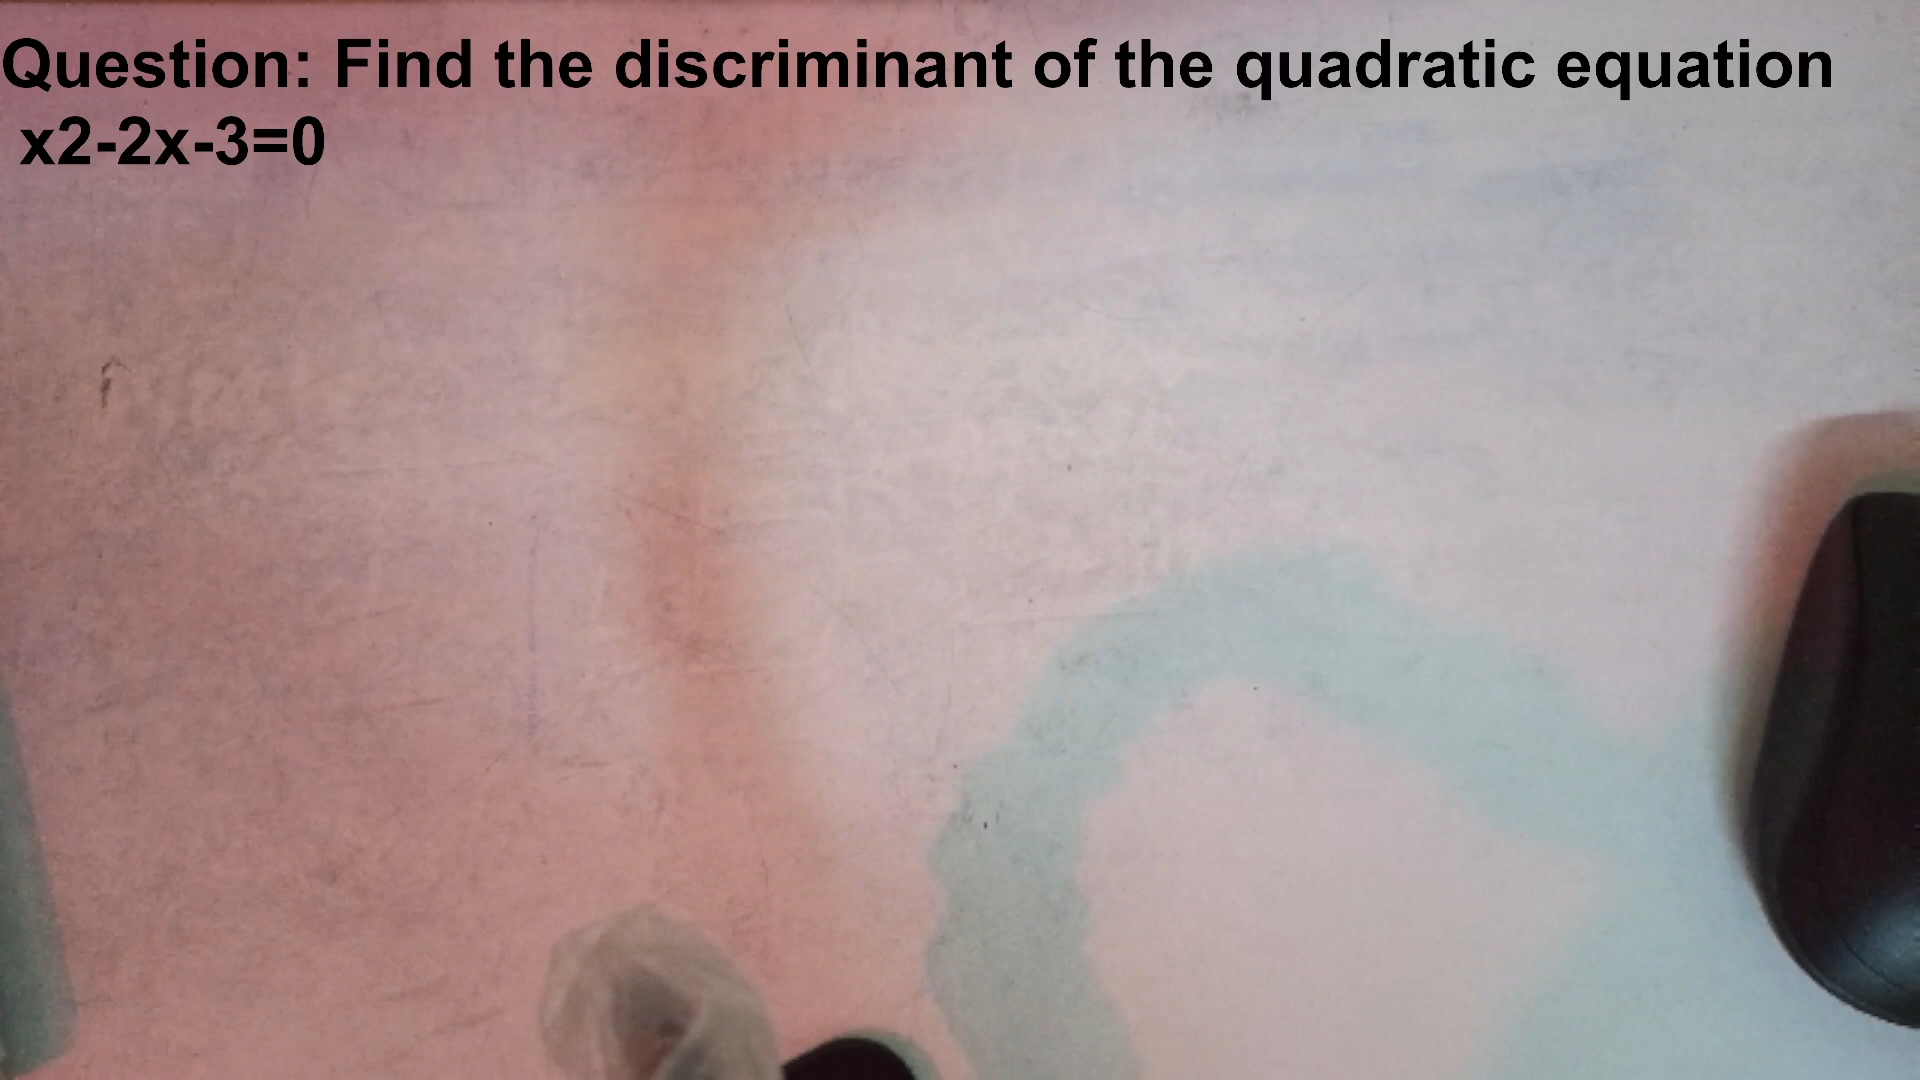 Question: Find the discriminant of the quadratic equation
x2-2x-3=0